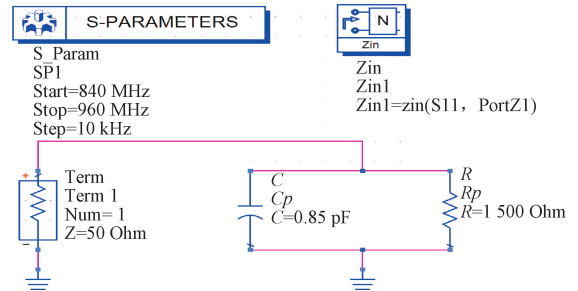 S-PARAMETERS
S_Param
SP1
Start=840 MHz
Stop=960 MHz
Step=10 kHz
N
Zin
Zin
Zin1
Zin1=zin(S11, PortZ1)
+
Term
Term 1
Num= 1
Z=50 Ohm
-
C
Cp
C=0.85 pF
R
Rp
R=1 500 Ohm